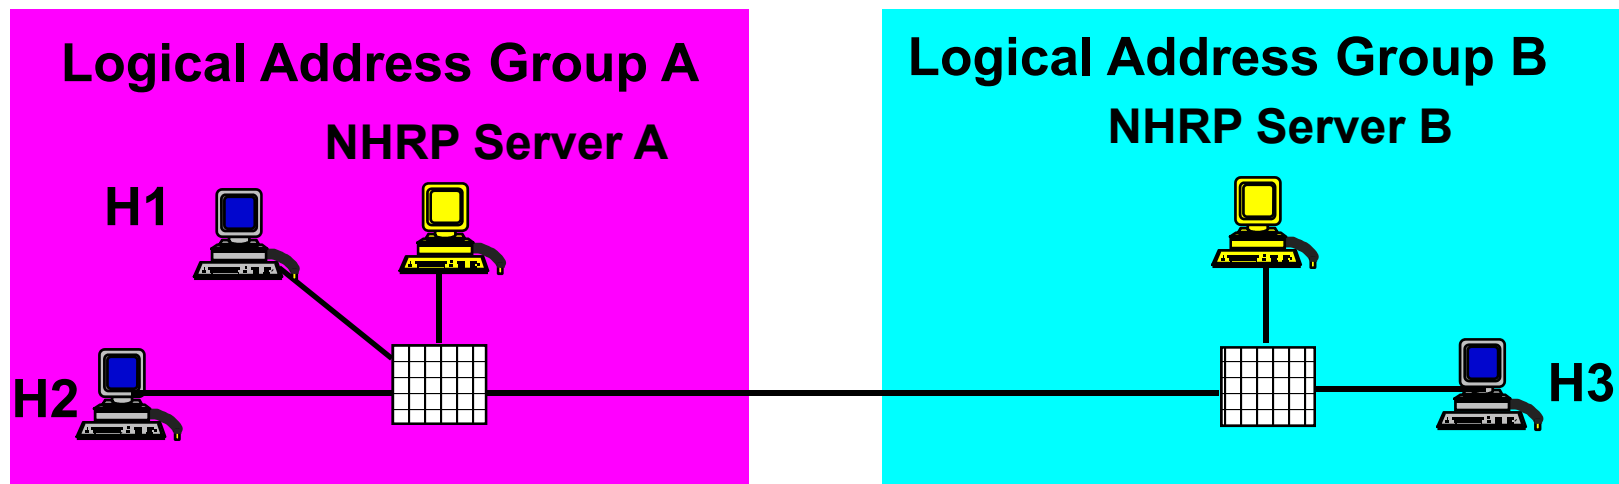 Logical Address Group A
NHRP Server A
H1
H2
Logical Address Group B
NHRP Server B
H3